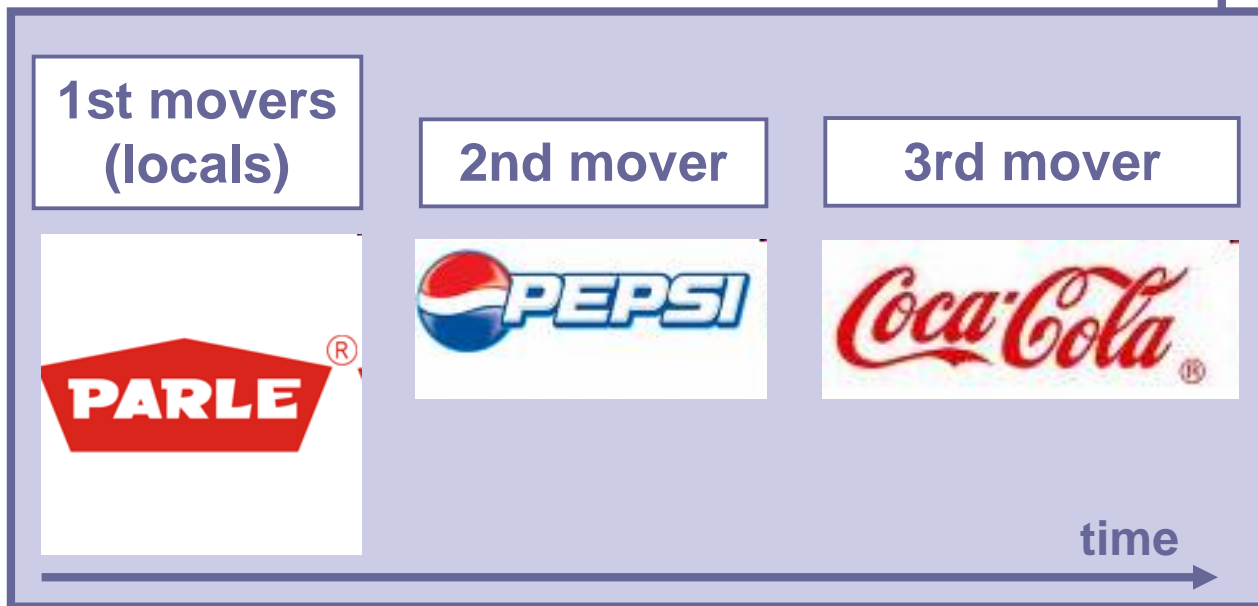 1st movers
(locals)
2nd mover
3rd mover
PARLE®
PEPSI
Coca-Cola®
time